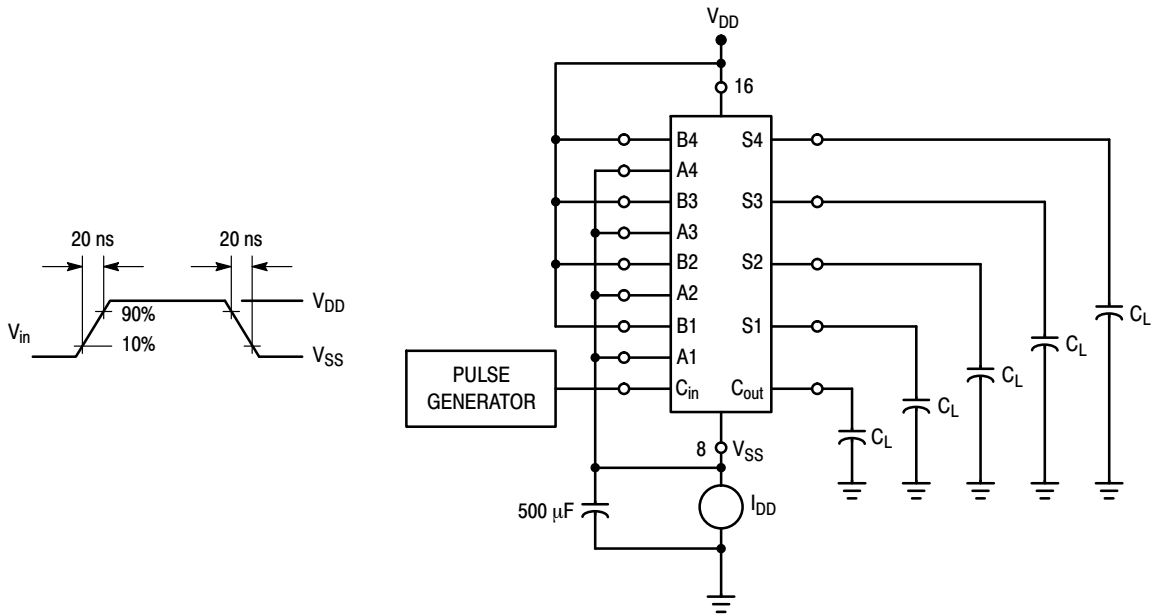 V_DD
16
B4
A4
B3
A3
B2
A2
B1
A1
C_in
S4
S3
S2
S1
C_out
20 ns
20 ns
V_in
90%
10%
V_DD
V_SS
PULSE
GENERATOR
8
V_SS
500 μF
I_DD
C_L
C_L
C_L
C_L
C_L